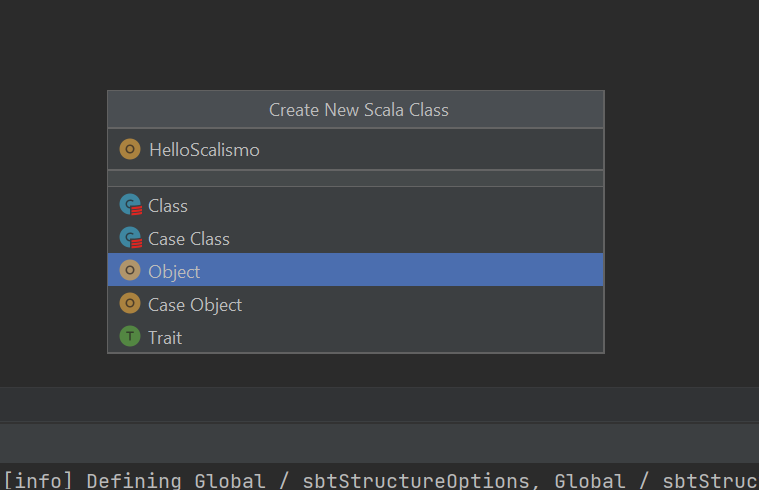 Create New Scala Class
HelloScalismo
Class
Case Class
Object
Case Object
Trait
[info] Defining Global / sbtStructureOptions, Global / sbtStruc